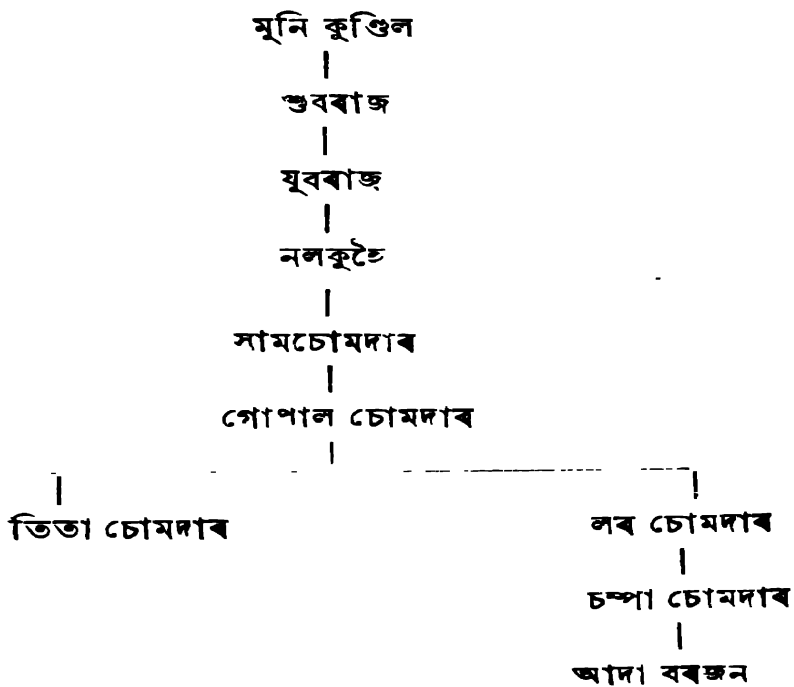 মুনি কুণ্ডিল
শুবৰাজ
যুবৰাজ
নলকুহৈ
সামচোমদাৰ
গোপাল চোমদাৰ
তিতা চোমদাৰ লৰ চোমদাৰ
চম্পা চোমদাৰ
আদা বৰজন